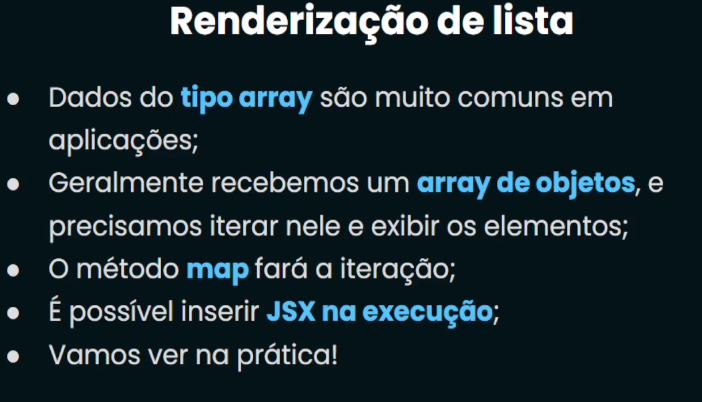 Renderização de lista
● Dados do tipo array são muito comuns em
aplicações;
● Geralmente recebemos um array de objetos, e
precisamos iterar nele e exibir os elementos;
● O método map fará a iteração;
● É possível inserir JSX na execução;
● Vamos ver na prática!